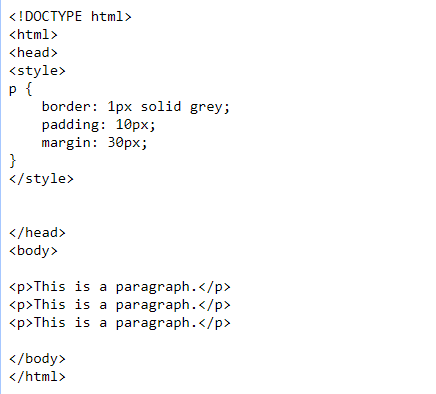 <!DOCTYPE html>
<html>
<head>
<style>
p {
    border: 1px solid grey;
    padding: 10px;
    margin: 30px;
}
</style>
</head>
<body>
<p>This is a paragraph.</p>
<p>This is a paragraph.</p>
<p>This is a paragraph.</p>
</body>
</html>